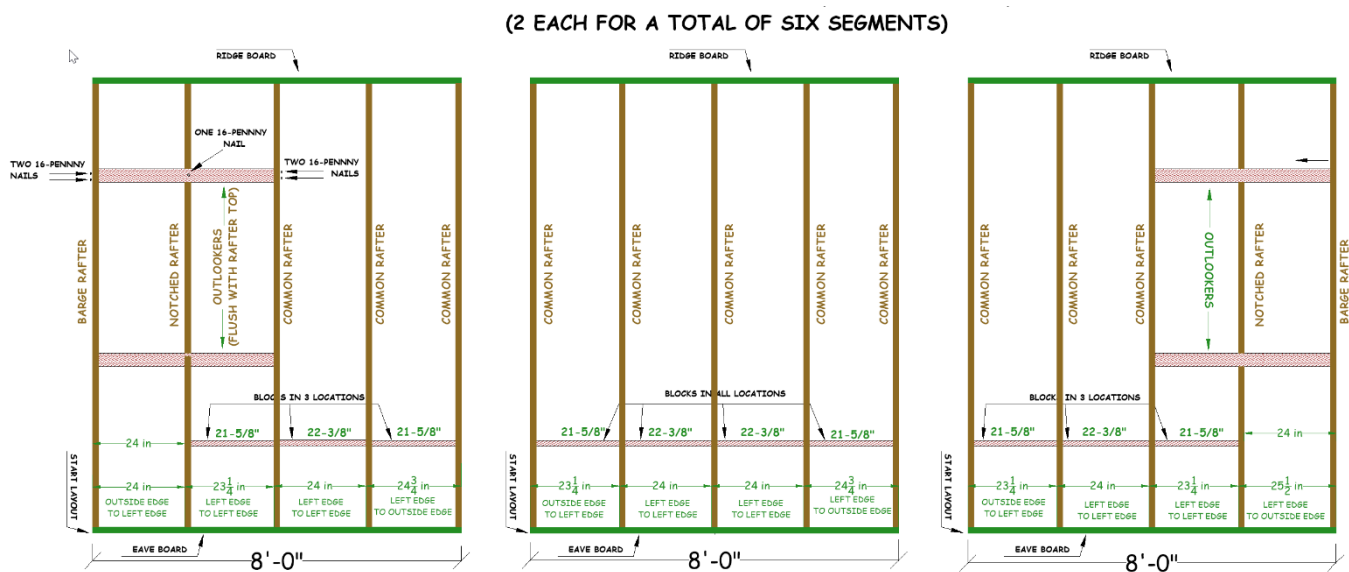 (2 EACH FOR A TOTAL OF SIX SEGMENTS)
RIDGE BOARD
ONE 16-PENNNY
NAIL
TWO 16-PENNNY
NAILS
TWO 16-PENNNY
NAILS
BARGE RAFTER
NOTCHED RAFTER
OUTLOOKERS
(FLUSH WITH RAFTER TOP)
COMMON RAFTER
COMMON RAFTER
COMMON RAFTER
BLOCKS IN 3 LOCATIONS
24 in
21-5/8"
22-3/8"
21-5/8"
START LAYOUT
24 in
OUTSIDE EDGE
TO LEFT EDGE
23 1/4 in
LEFT EDGE
TO LEFT EDGE
24 in
LEFT EDGE
TO LEFT EDGE
24 3/4 in
LEFT EDGE
TO OUTSIDE EDGE
EAVE BOARD
8'-0"
RIDGE BOARD
COMMON RAFTER
COMMON RAFTER
COMMON RAFTER
COMMON RAFTER
COMMON RAFTER
BLOCKS IN ALL LOCATIONS
21-5/8"
22-3/8"
22-3/8"
21-5/8"
START LAYOUT
23 1/4 in
OUTSIDE EDGE
TO LEFT EDGE
24 in
LEFT EDGE
TO LEFT EDGE
24 in
LEFT EDGE
TO LEFT EDGE
24 3/4 in
LEFT EDGE
TO OUTSIDE EDGE
EAVE BOARD
8'-0"
RIDGE BOARD
COMMON RAFTER
COMMON RAFTER
COMMON RAFTER
OUTLOOKERS
NOTCHED RAFTER
BARGE RAFTER
BLOCKS IN 3 LOCATIONS
21-5/8"
22-3/8"
21-5/8"
24 in
START LAYOUT
23 1/4 in
OUTSIDE EDGE
TO LEFT EDGE
24 in
LEFT EDGE
TO LEFT EDGE
23 1/4 in
LEFT EDGE
TO LEFT EDGE
25 1/2 in
LEFT EDGE
TO OUTSIDE EDGE
EAVE BOARD
8'-0"